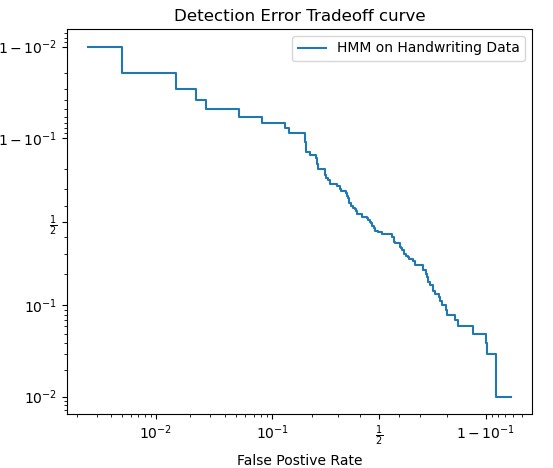 Detection Error Tradeoff curve
HMM on Handwriting Data
1 − 10⁻²
1 − 10⁻¹
½
10⁻¹
10⁻²
10⁻² 10⁻¹ ½ 1 − 10⁻¹
False Postive Rate